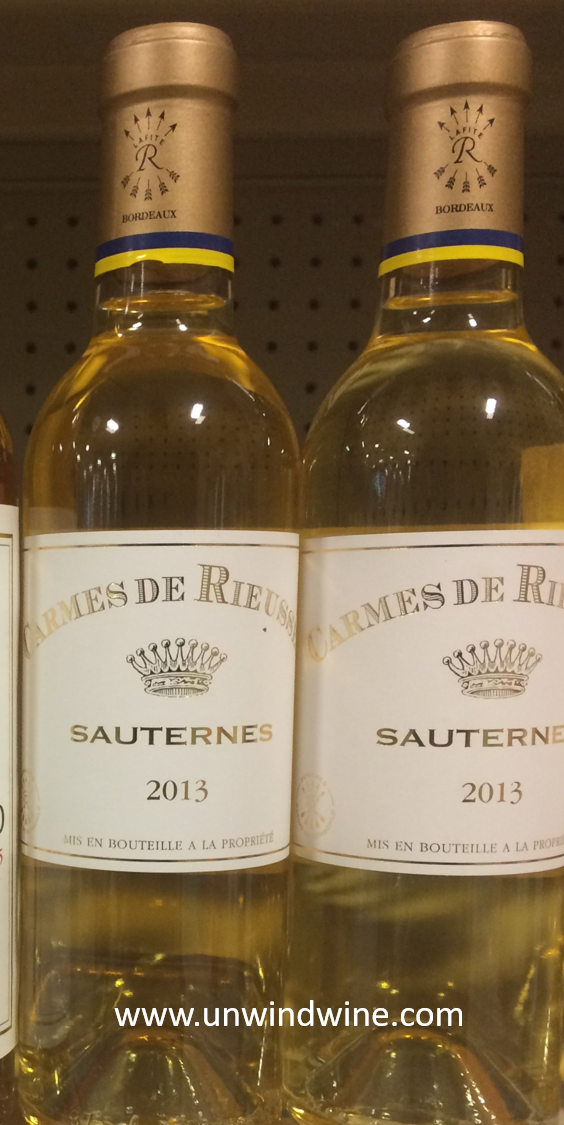 LAFITE
R
BORDEAUX
LAFITE
R
BORDEAUX
CARMES DE RIEUSS
SAUTERNES
2013
MIS EN BOUTEILLE A LA PROPRIÉTÉ
CARMES DE RI
SAUTERNE
2013
MIS EN BOUTEILLE A LA PROPRI
www.unwindwine.com